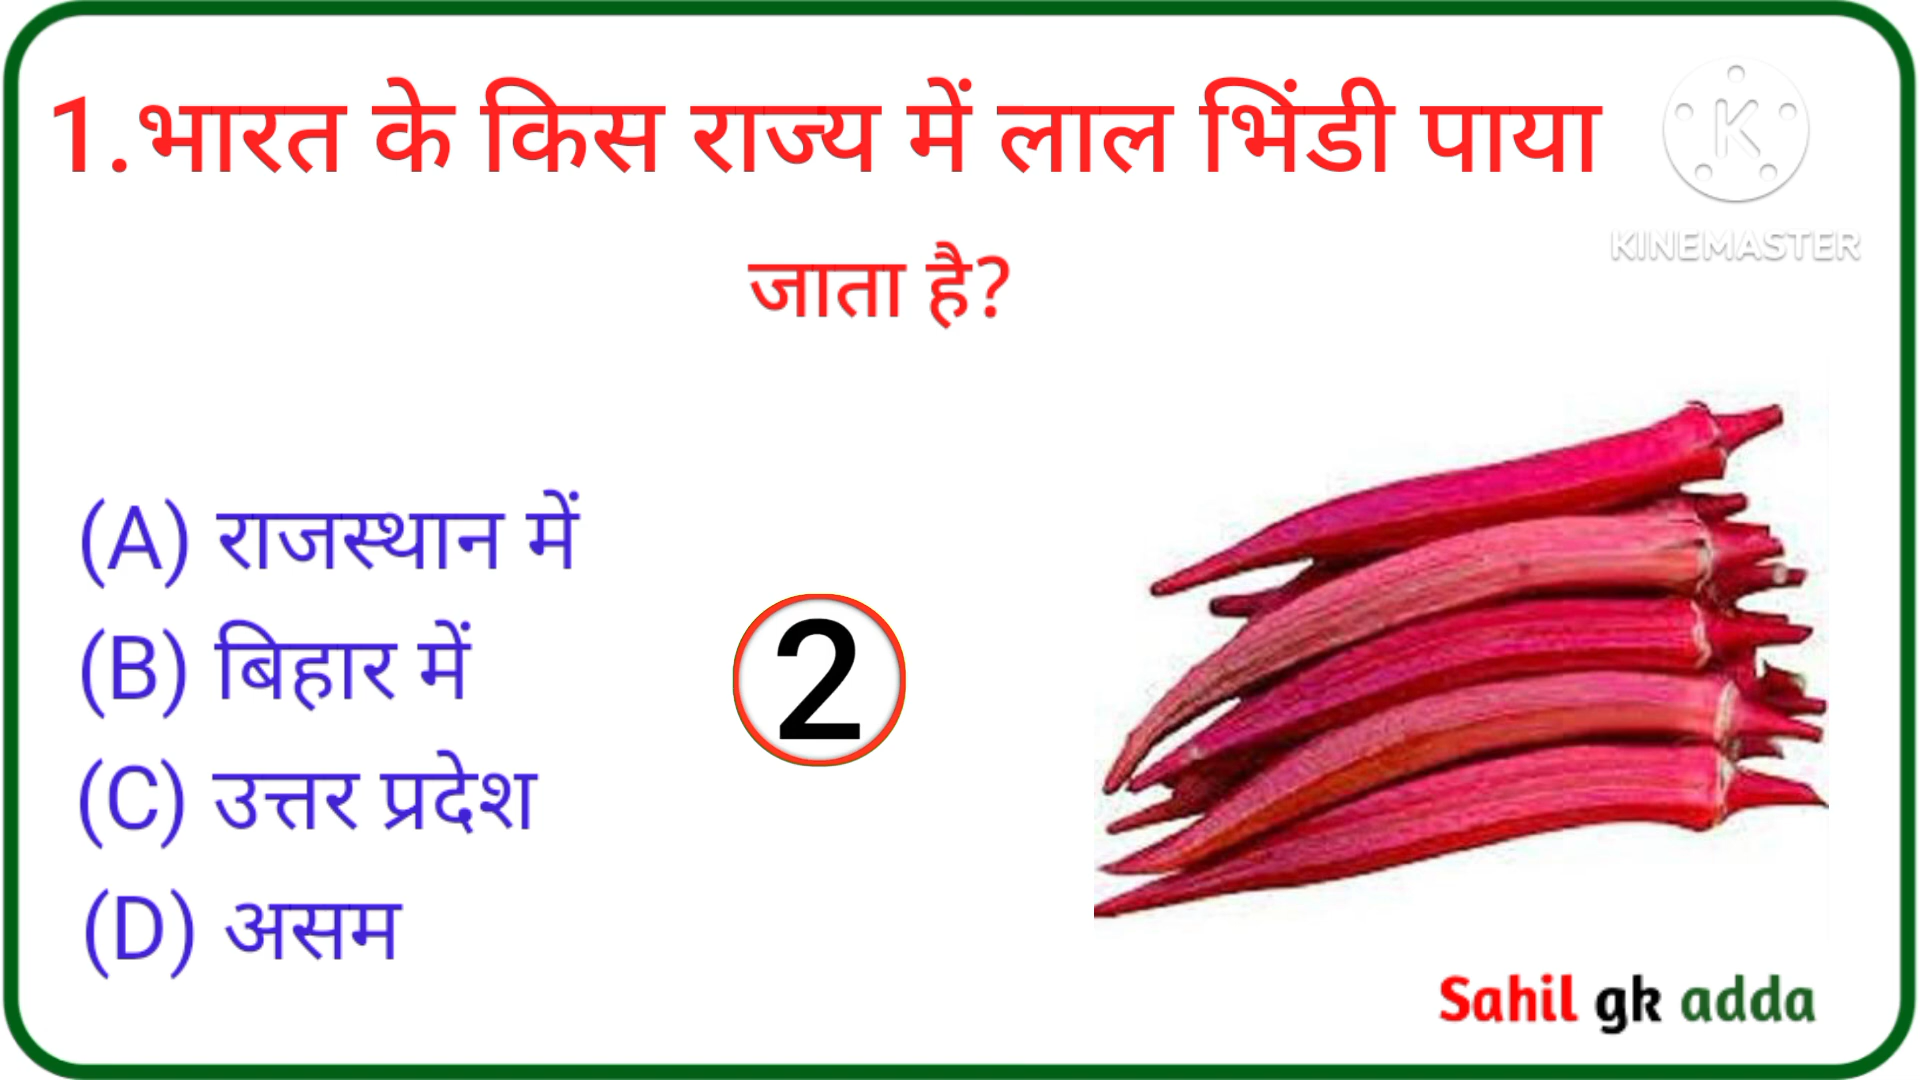 1.भारत के किस राज्य में लाल भिंडी पाया
जाता है?
K
KINEMASTER
(A) राजस्थान में
(B) बिहार में
2
(C) उत्तर प्रदेश
(D) असम
Sahil gk adda